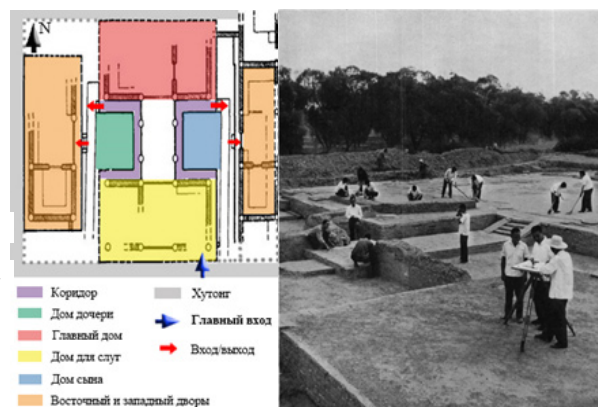 N
Коридор
Дом дочери
Главный дом
Дом для слуг
Дом сына
Восточный и западный дворы
Хутонг
Главный вход
Вход/выход